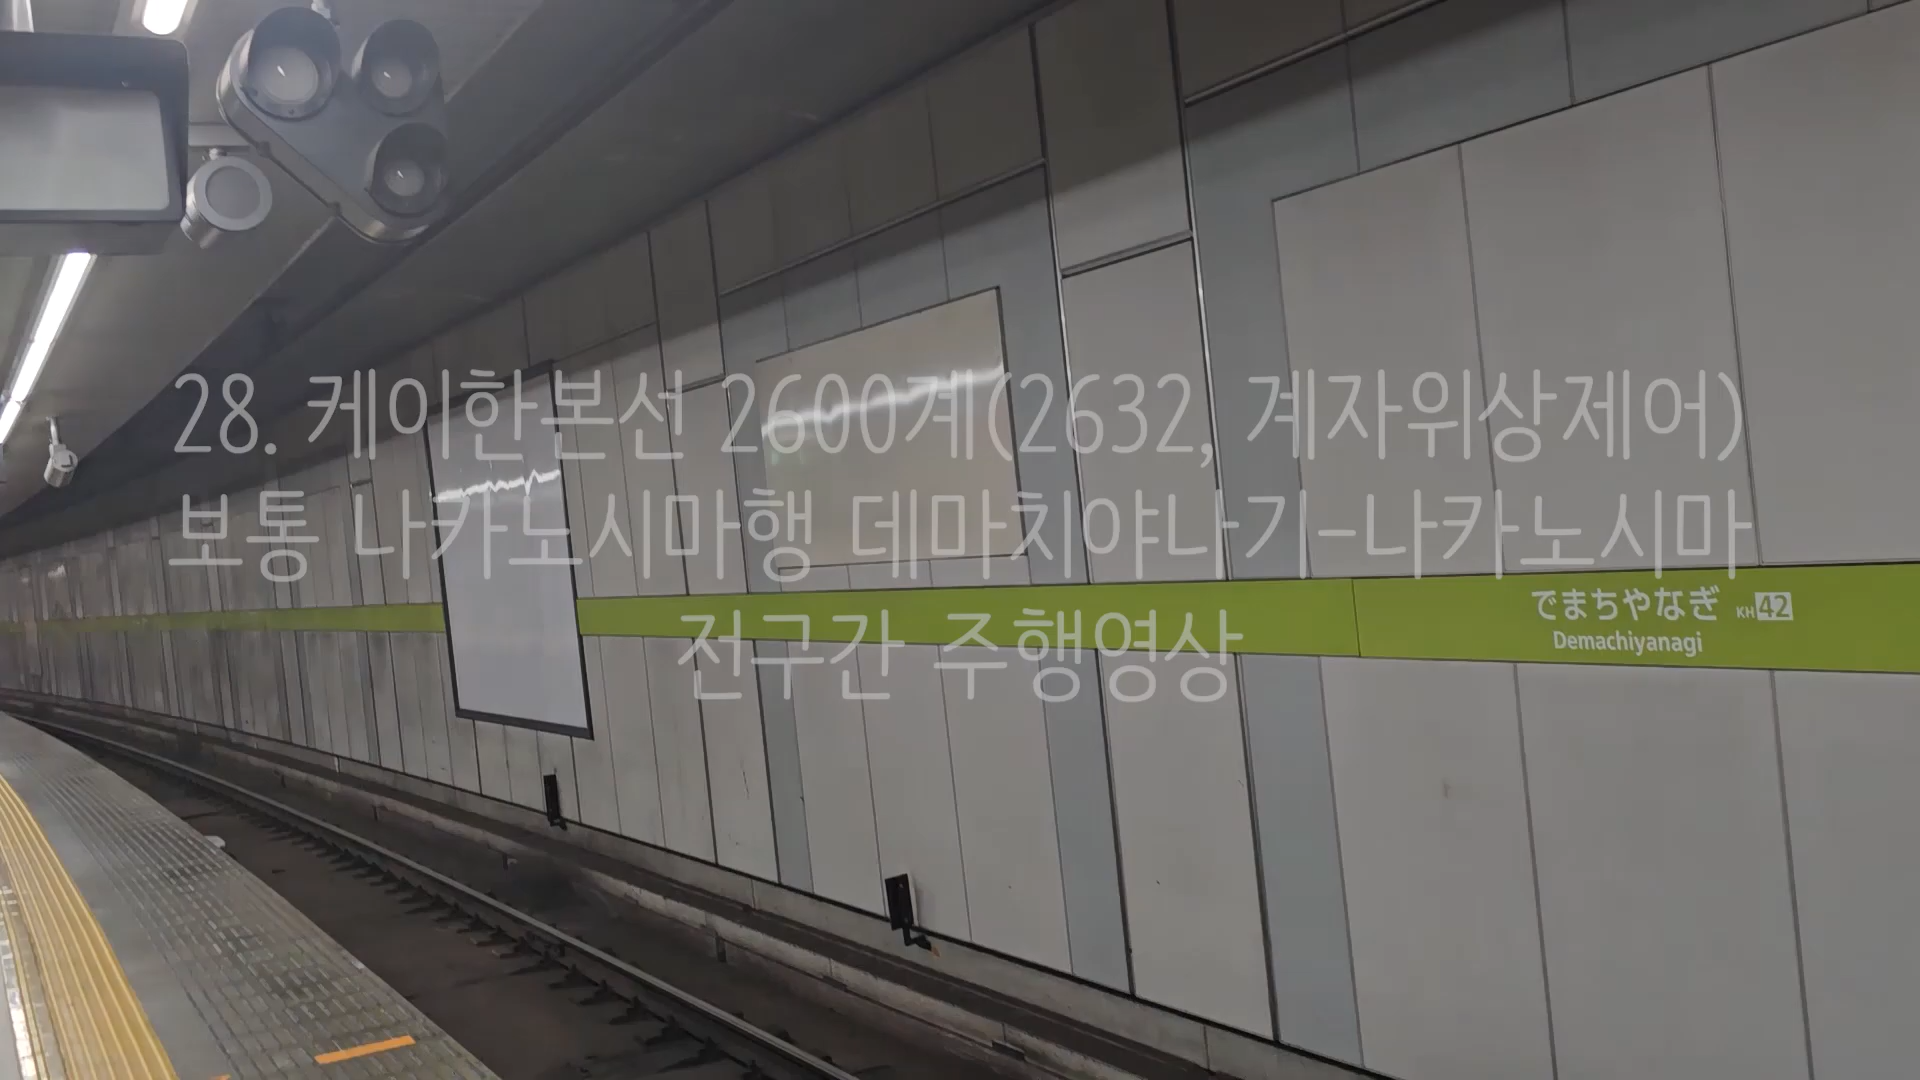 28. 케이한본선 2600계(2632, 계자위상제어)
보통 나카노시마행 데마치야나기-나카노시마
전구간 주행영상
でまちやなぎ KH42
Demachiyanagi